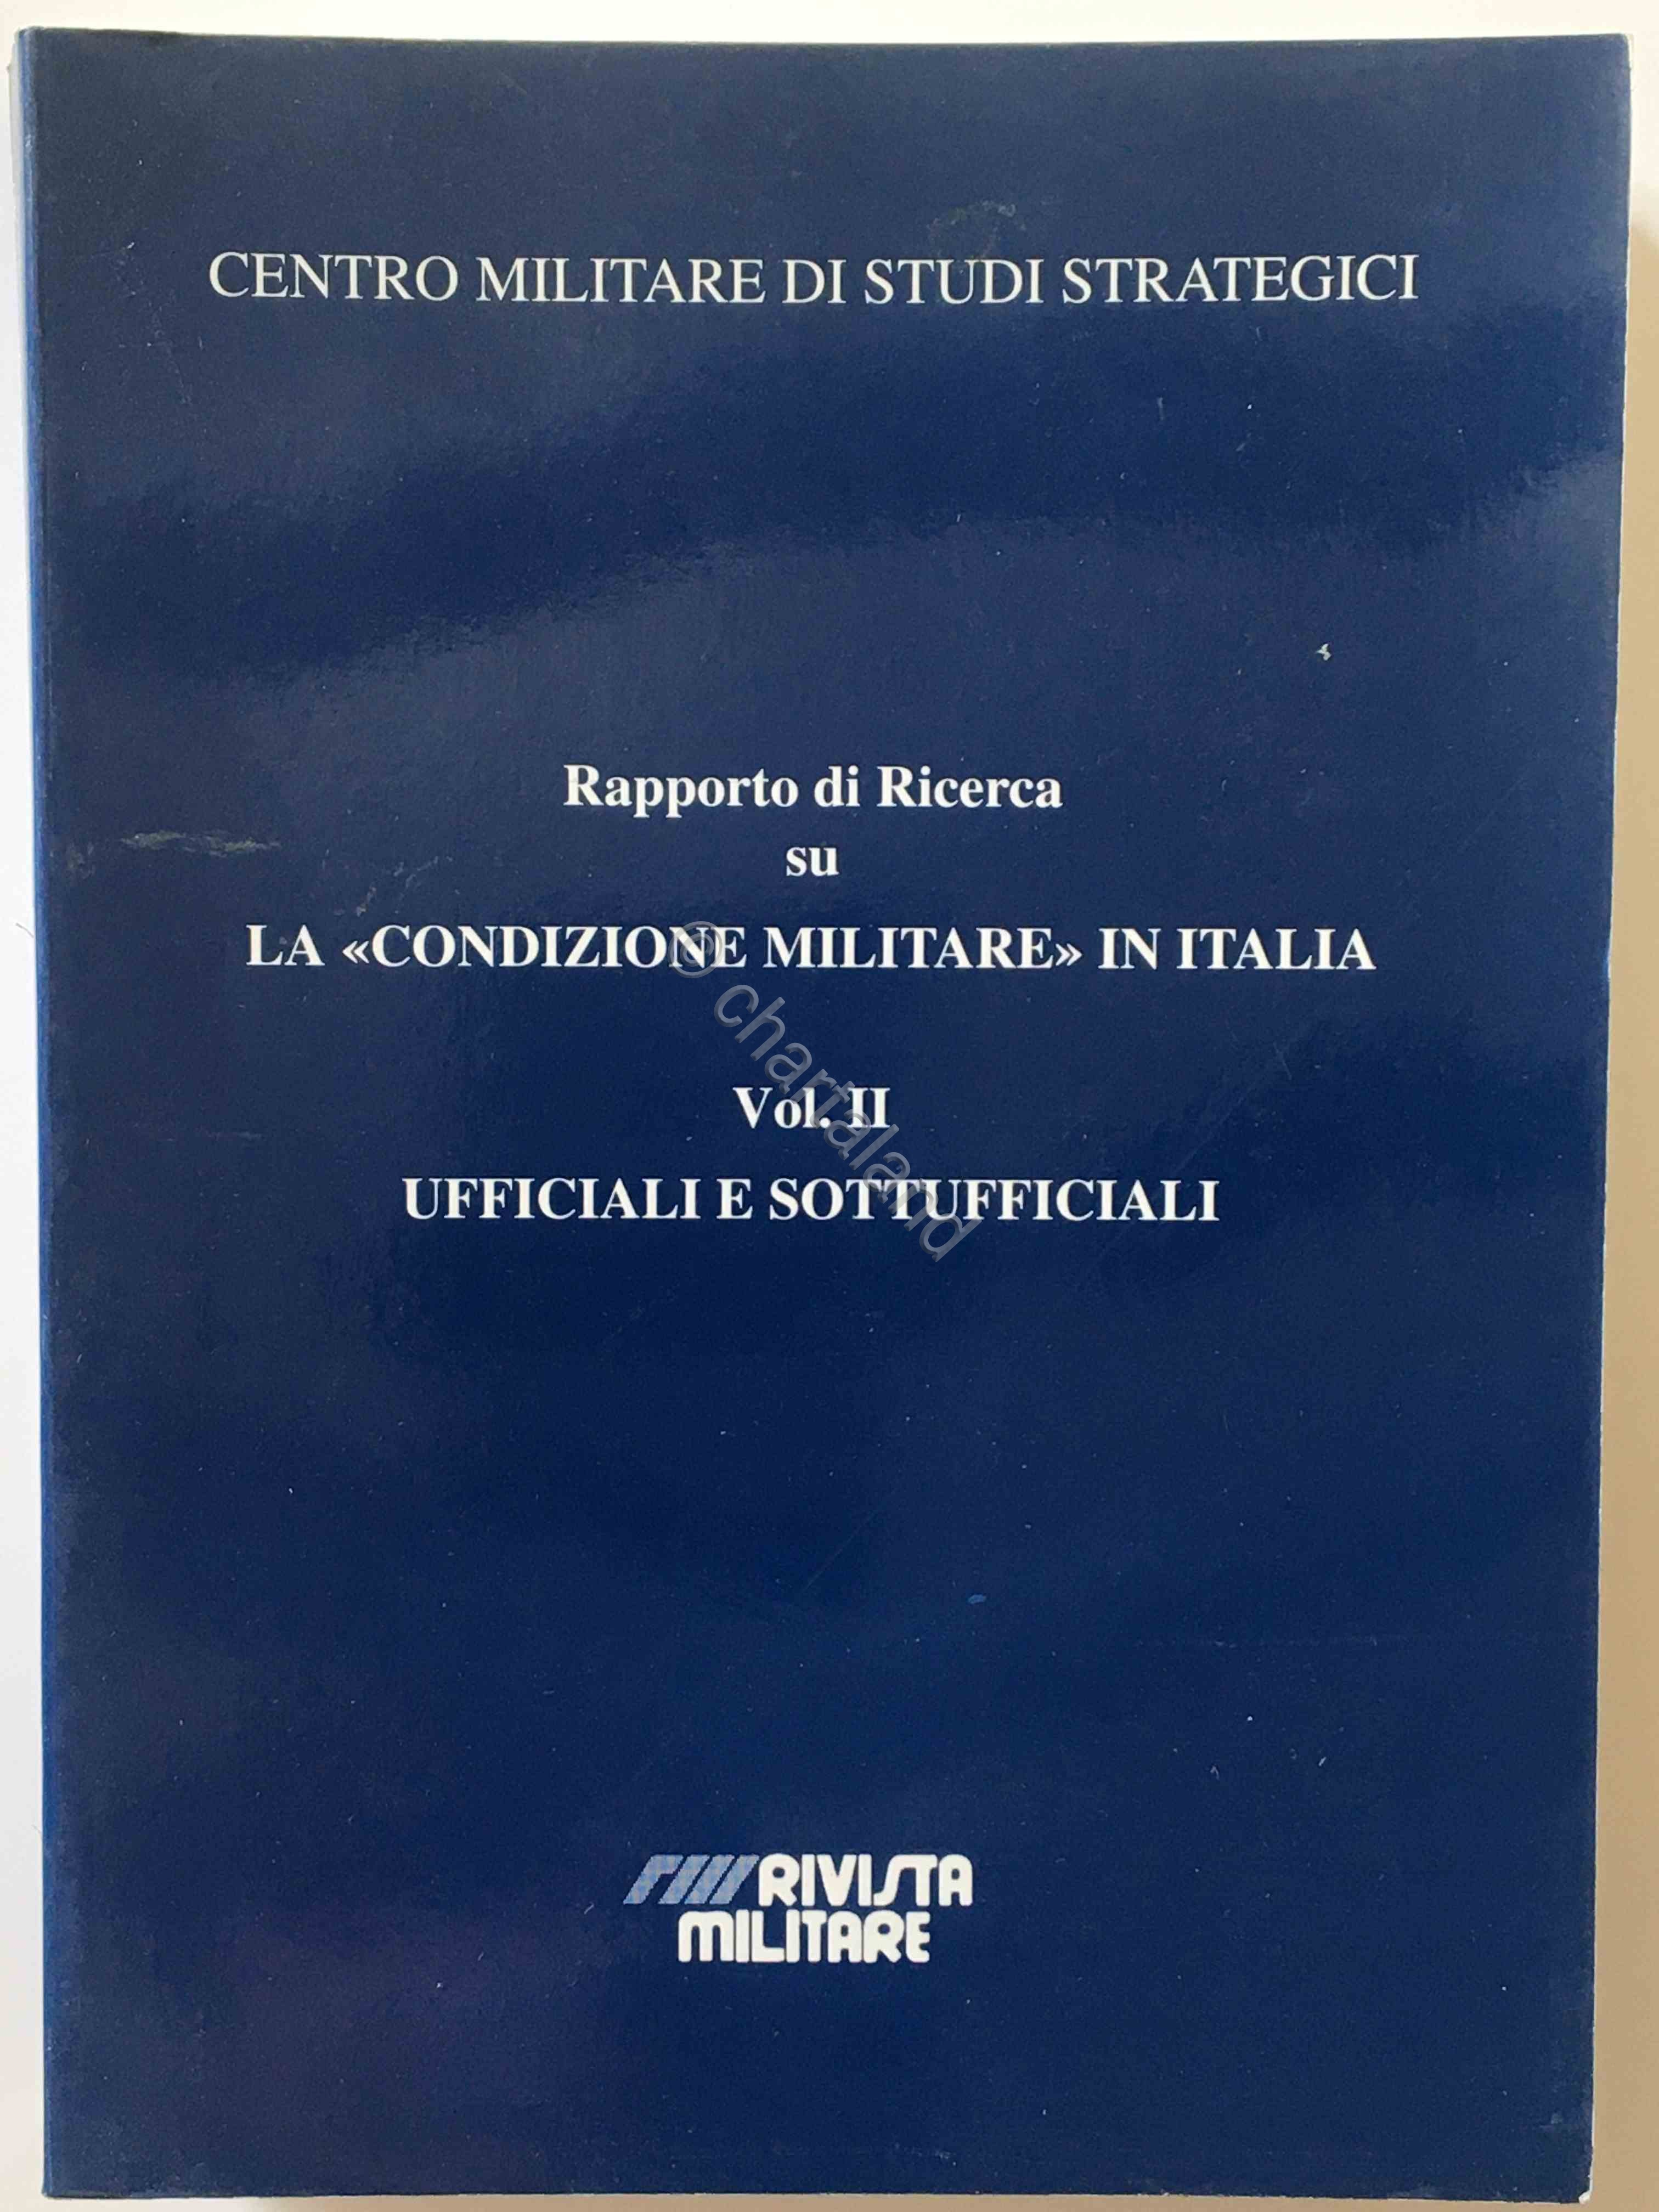 CENTRO MILITARE DI STUDI STRATEGICI
Rapporto di Ricerca
su
LA «CONDIZIONE MILITARE» IN ITALIA
Vol. II
UFFICIALI E SOTTUFFICIALI
© chartaland
RIVISTA
MILITARE